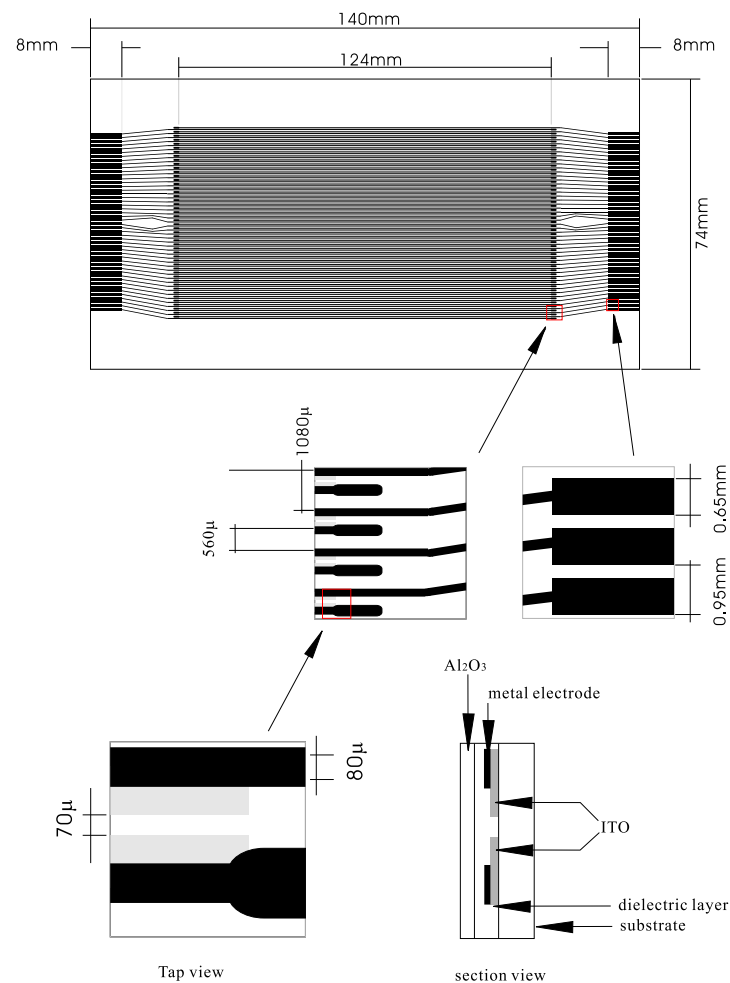 140mm
8mm
8mm
124mm
74mm
1080μ
560μ
0.65mm
0.95mm
Al2O3
metal electrode
80μ
70μ
ITO
dielectric layer
substrate
Tap view
section view